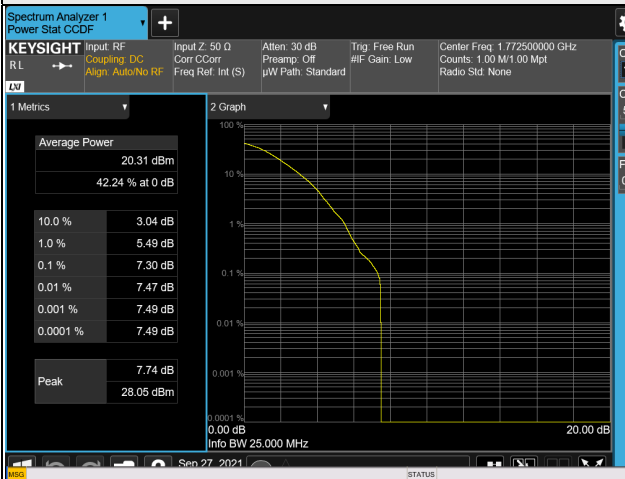 Spectrum Analyzer 1
Power Stat CCDF
KEYSIGHT
R L
LXI
Input: RF
Coupling: DC
Align: Auto/No RF
Input Z: 50 Ω
Corr CCorr
Freq Ref: Int (S)
Atten: 30 dB
Preamp: Off
µW Path: Standard
Trig: Free Run
#IF Gain: Low
Center Freq: 1.772500000 GHz
Counts: 1.00 M/1.00 Mpt
Radio Std: None
1 Metrics
Average Power
20.31 dBm
42.24 % at 0 dB
10.0 % 3.04 dB
1.0 % 5.49 dB
0.1 % 7.30 dB
0.01 % 7.47 dB
0.001 % 7.49 dB
0.0001 % 7.49 dB
Peak
7.74 dB
28.05 dBm
2 Graph
100 %
10 %
1 %
0.1 %
0.01 %
0.001 %
0.0001 %
0.00 dB 20.00 dB
Info BW 25.000 MHz
Sep 27, 2021
MSG STATUS